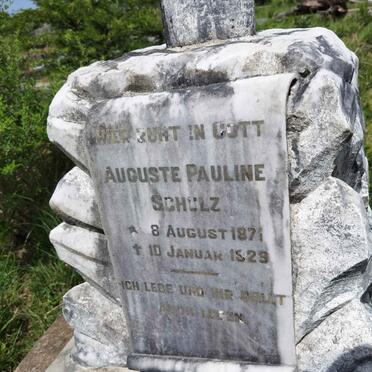 HIER RUHT IN GOTT
AUGUSTE PAULINE
SCHULZ
* 8 AUGUST 1871
† 10 JANUAR 1929
ICH LEBE UND IHR SOLLT
AUCH LEBEN